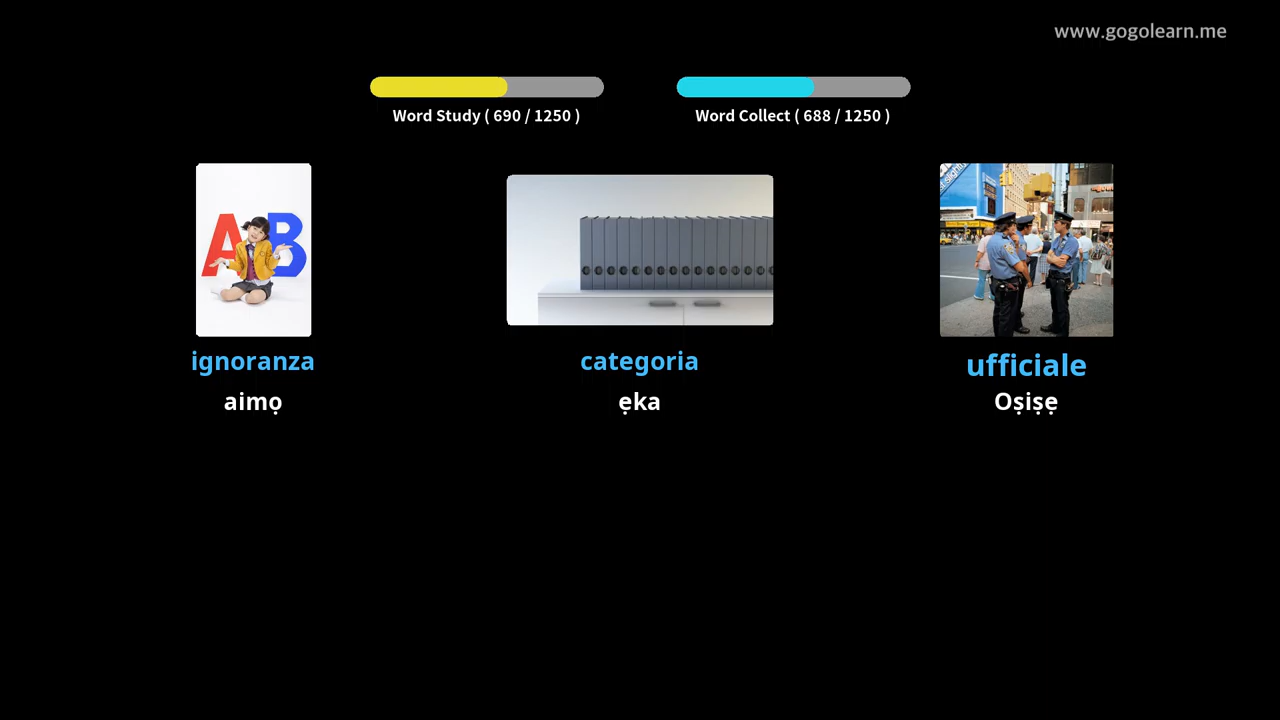 www.gogolearn.me
Word Study ( 690 / 1250 )
Word Collect ( 688 / 1250 )
A B
ignoranza
categoria
ufficiale
aimọ
ẹka
Oṣiṣẹ